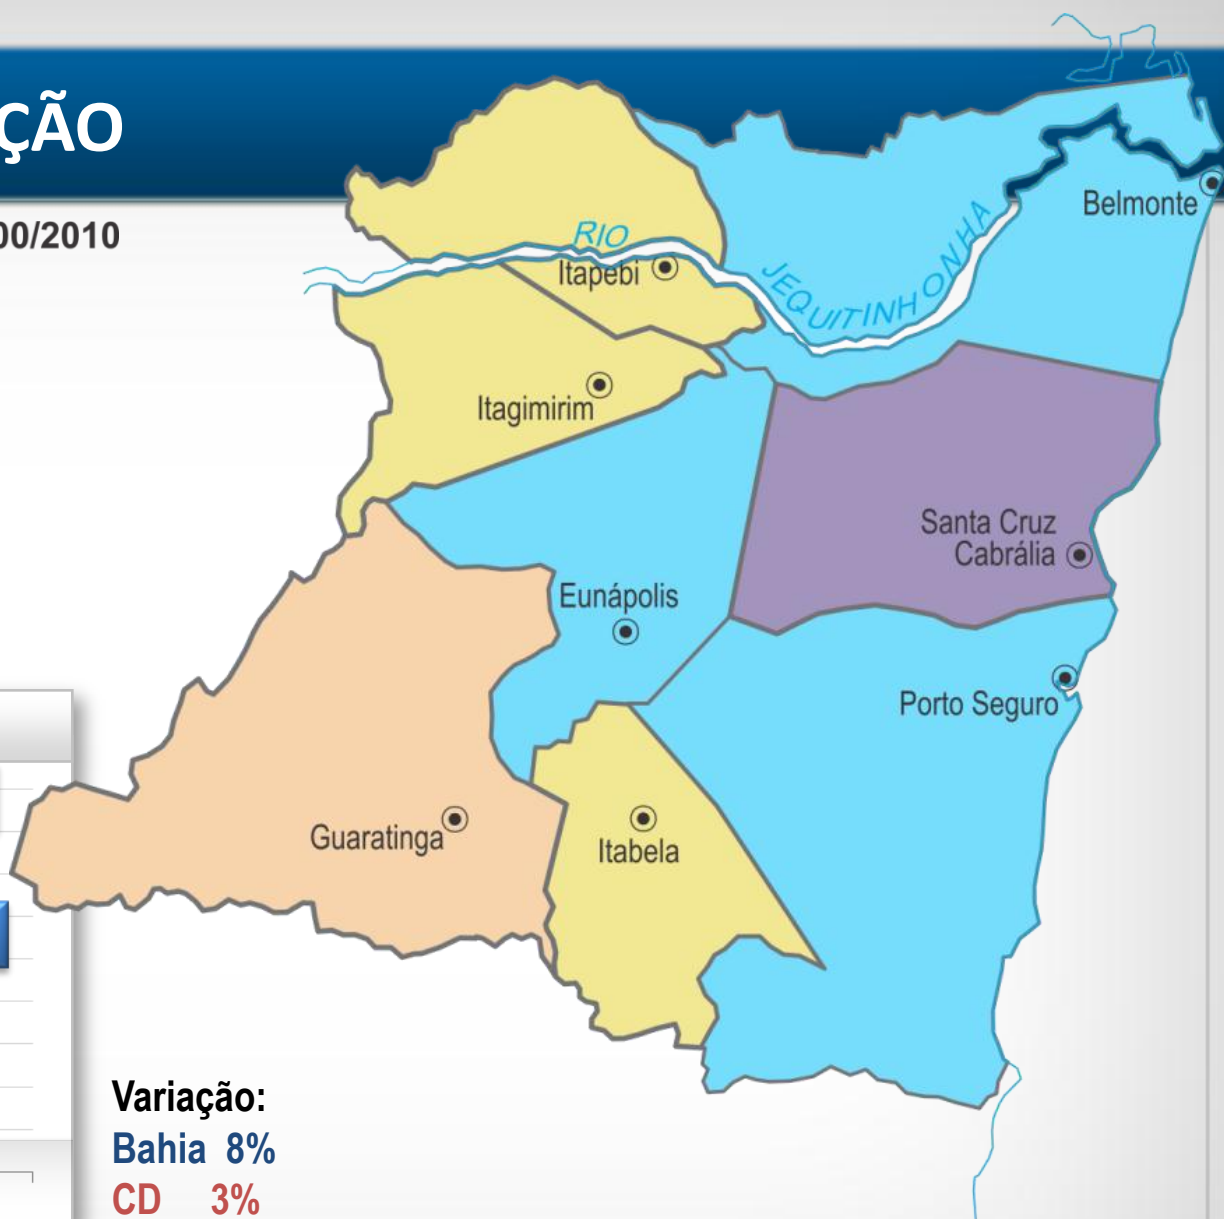 ÇÃO
00/2010
Belmonte
RIO
JEQUITINHONHA
Itapebi
Itagimirim
Santa Cruz
Cabrália
Eunápolis
Porto Seguro
Guaratinga
Itabela
Variação:
Bahia 8%
CD 3%